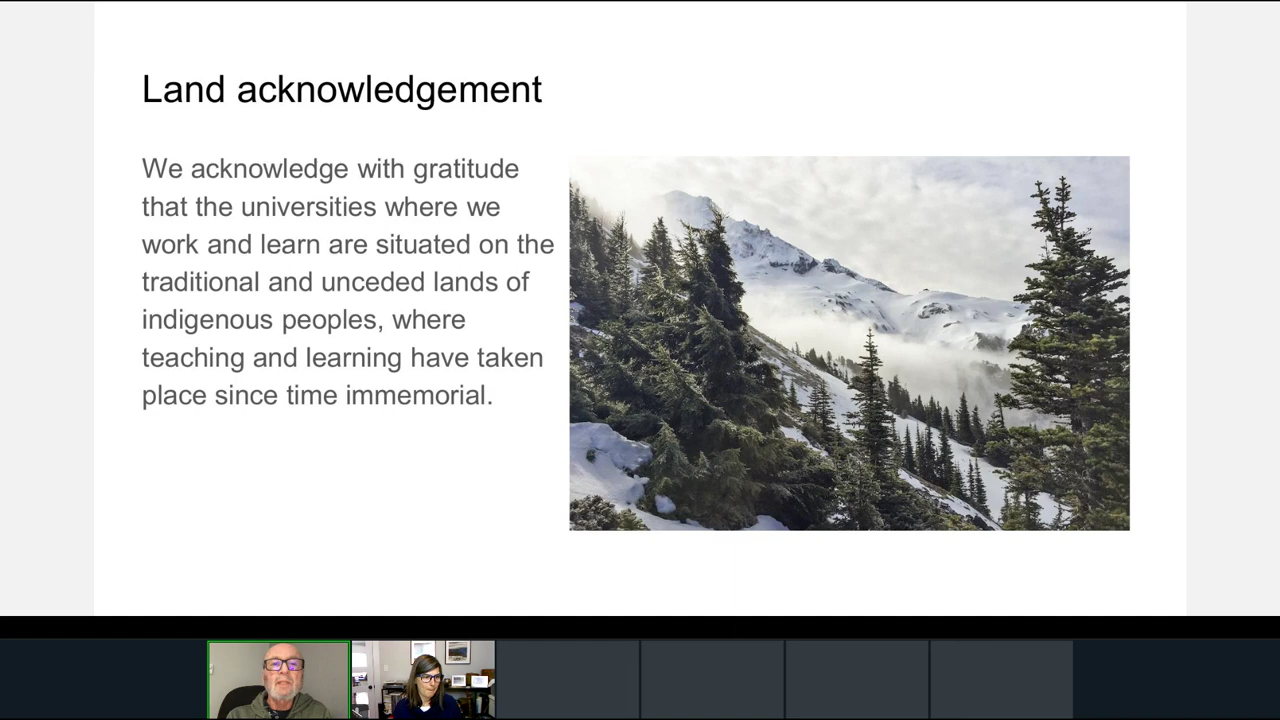 Land acknowledgement
We acknowledge with gratitude
that the universities where we
work and learn are situated on the
traditional and unceded lands of
indigenous peoples, where
teaching and learning have taken
place since time immemorial.